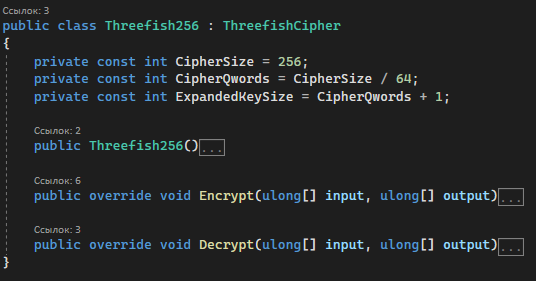 Ссылок: 3
public class Threefish256 : ThreefishCipher
{
private const int CipherSize = 256;
private const int CipherQwords = CipherSize / 64;
private const int ExpandedKeySize = CipherQwords + 1;
Ссылок: 2
public Threefish256()...
Ссылок: 6
public override void Encrypt(ulong[] input, ulong[] output)...
Ссылок: 3
public override void Decrypt(ulong[] input, ulong[] output)...
}